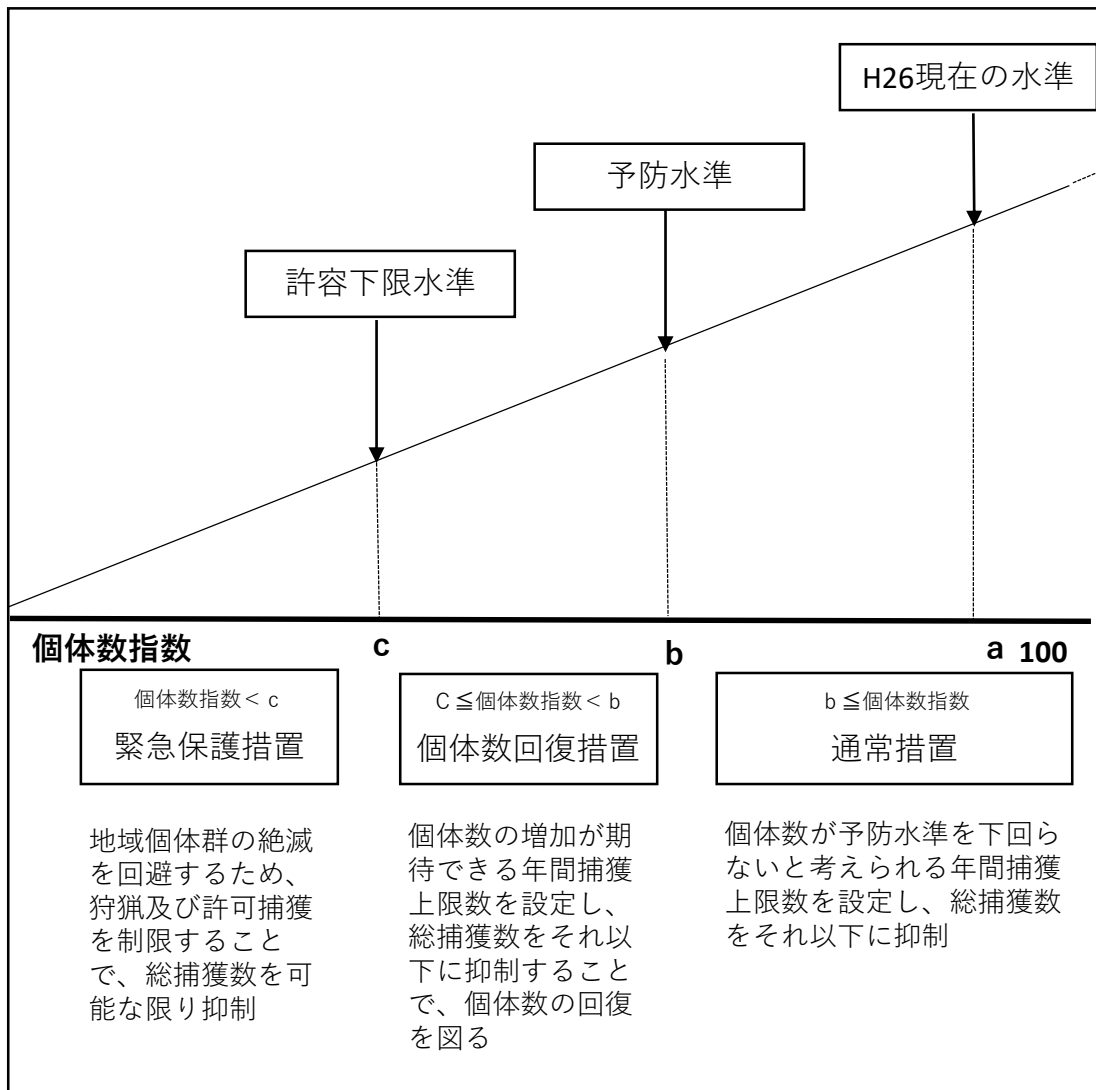 H26現在の水準
予防水準
許容下限水準
個体数指数
c
b
a 100
個体数指数＜c
緊急保護措置
C≦個体数指数＜b
個体数回復措置
b≦個体数指数
通常措置
地域個体群の絶滅
を回避するため、
狩猟及び許可捕獲
を制限すること
で、総捕獲数を可
能な限り抑制
個体数の増加が期
待できる年間捕獲
上限数を設定し、
総捕獲数をそれ以
下に抑制すること
で、個体数の回復
を図る
個体数が予防水準を下回ら
ないと考えられる年間捕獲
上限数を設定し、総捕獲数
をそれ以下に抑制